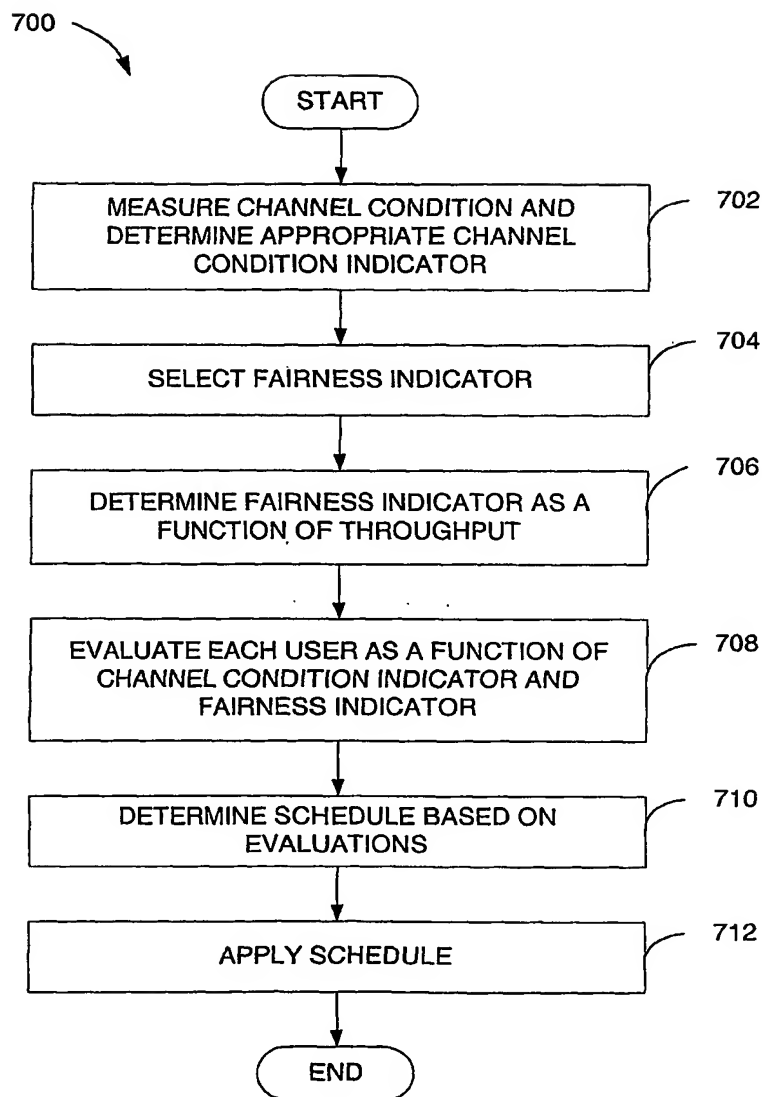 700
START
MEASURE CHANNEL CONDITION AND
DETERMINE APPROPRIATE CHANNEL
CONDITION INDICATOR
702
SELECT FAIRNESS INDICATOR
704
DETERMINE FAIRNESS INDICATOR AS A
FUNCTION OF THROUGHPUT
706
EVALUATE EACH USER AS A FUNCTION OF
CHANNEL CONDITION INDICATOR AND
FAIRNESS INDICATOR
708
DETERMINE SCHEDULE BASED ON
EVALUATIONS
710
APPLY SCHEDULE
712
END